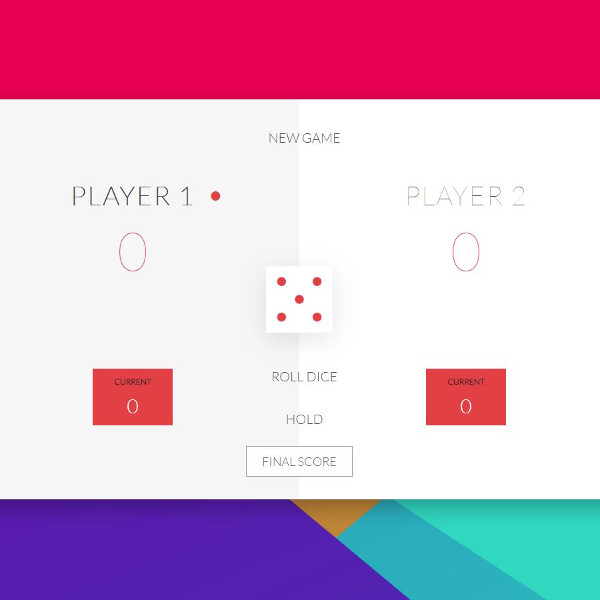 NEW GAME
PLAYER 1
PLAYER 2
0
0
ROLL DICE
CURRENT
0
CURRENT
0
HOLD
FINAL SCORE